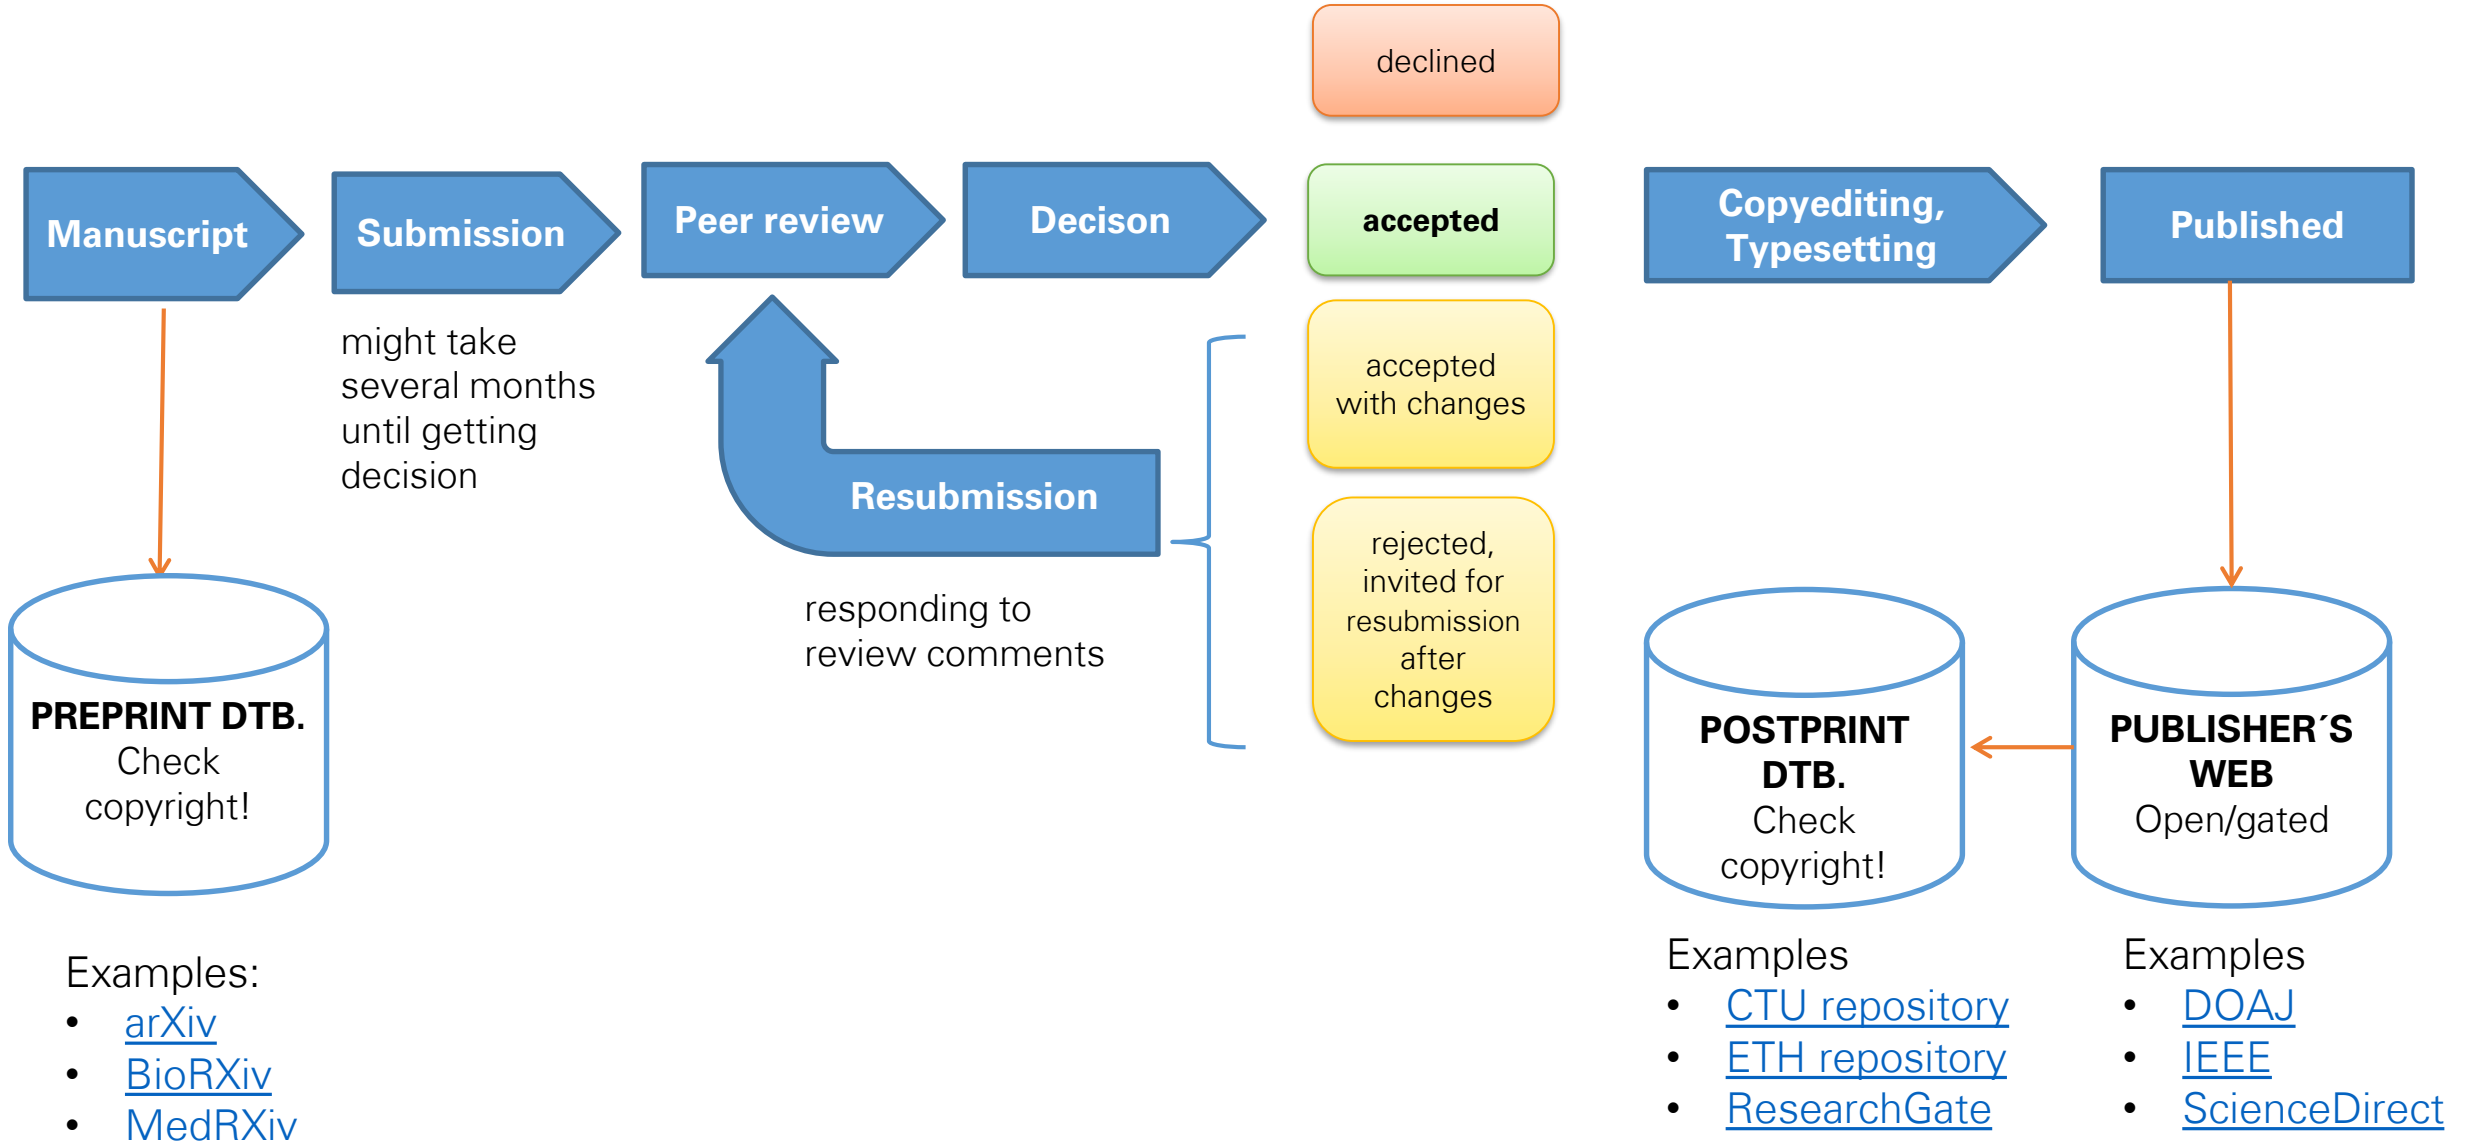 declined
Manuscript
Submission
Peer review
Decison
accepted
Copyediting,
Typesetting
Published
might take
several months
until getting
decision
accepted
with changes
Resubmission
responding to
review comments
rejected,
invited for
resubmission
after
changes
PREPRINT DTB.
Check
copyright!
POSTPRINT
DTB.
Check
copyright!
PUBLISHER´S
WEB
Open/gated
Examples:
• arXiv
• BioRXiv
• MedRXiv
Examples
• CTU repository
• ETH repository
• ResearchGate
Examples
• DOAJ
• IEEE
• ScienceDirect